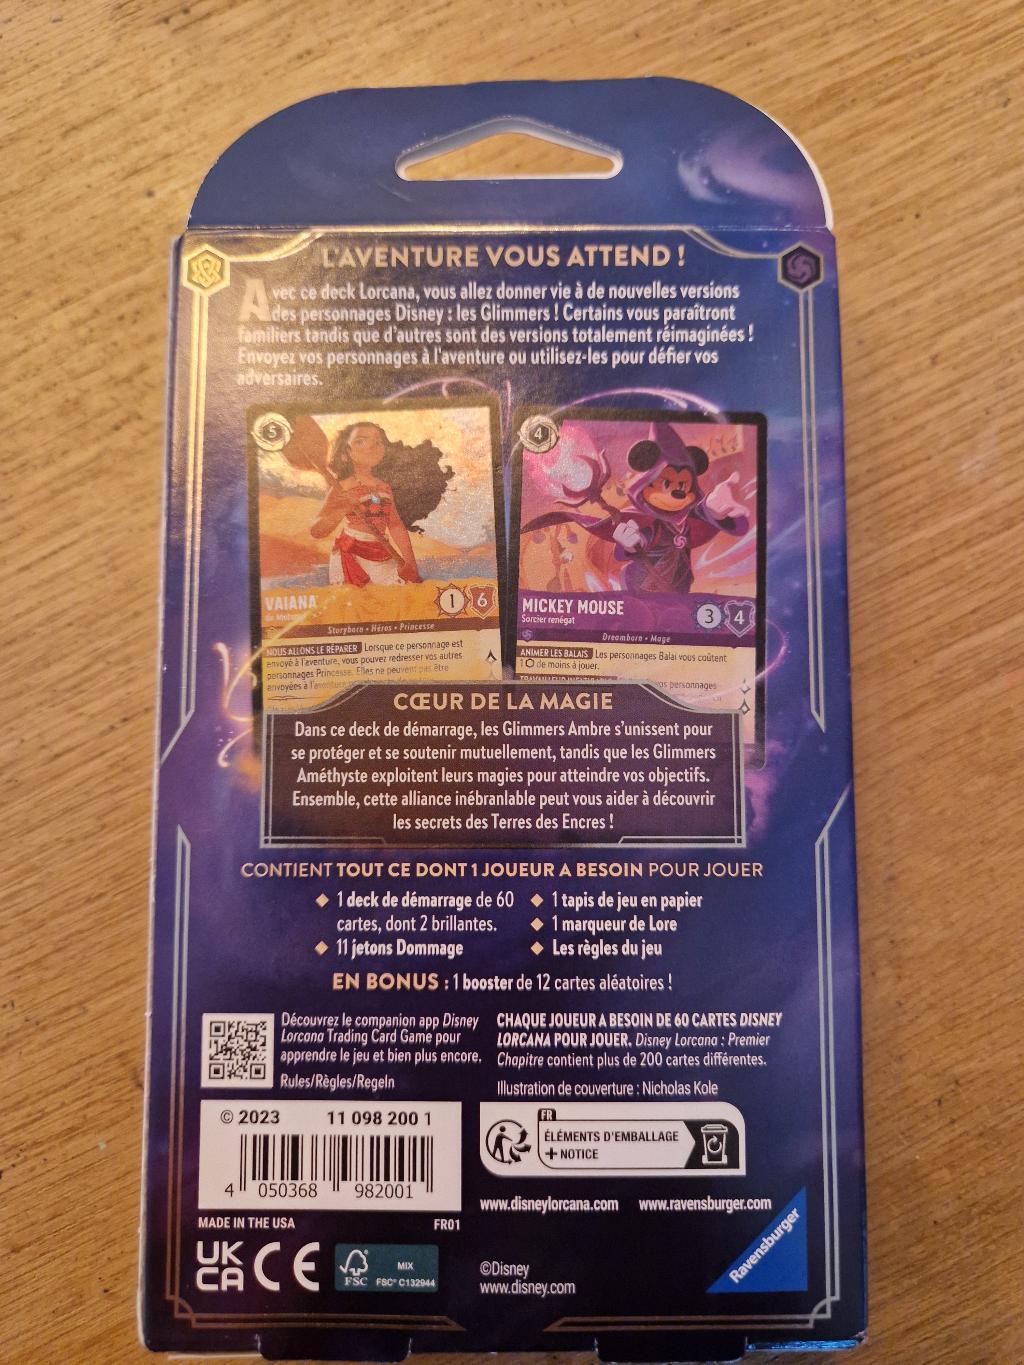 L'AVENTURE VOUS ATTEND !
Avec ce deck Lorcana, vous allez donner vie à de nouvelles versions
des personnages Disney : les Glimmers ! Certains vous paraîtront
familiers tandis que d'autres sont des versions totalement réimaginées !
Envoyez vos personnages à l'aventure ou utilisez-les pour défier vos
adversaires.
5
VAIANA
1 6
Storyborn • Héros • Princesse
NOUS ALLONS LE RÉPARER Lorsque ce personnage est
envoyé à l'aventure, vous pouvez redresser vos autres
personnages Princesse. Elles ne peuvent pas être
envoyées à l'aventure
4
MICKEY MOUSE
Sorcier renégat
3 4
Dreamborn • Mage
ANIMER LES BALAIS Les personnages Balai vous coûtent
1 de moins à jouer.
personnages
CŒUR DE LA MAGIE
Dans ce deck de démarrage, les Glimmers Ambre s'unissent pour
se protéger et se soutenir mutuellement, tandis que les Glimmers
Améthyste exploitent leurs magies pour atteindre vos objectifs.
Ensemble, cette alliance inébranlable peut vous aider à découvrir
les secrets des Terres des Encres !
CONTIENT TOUT CE DONT 1 JOUEUR A BESOIN POUR JOUER
◆ 1 deck de démarrage de 60
cartes, dont 2 brillantes.
◆ 11 jetons Dommage
◆ 1 tapis de jeu en papier
◆ 1 marqueur de Lore
◆ Les règles du jeu
EN BONUS : 1 booster de 12 cartes aléatoires !
Découvrez le companion app Disney
Lorcana Trading Card Game pour
apprendre le jeu et bien plus encore.
Rules/Règles/Regeln
CHAQUE JOUEUR A BESOIN DE 60 CARTES DISNEY
LORCANA POUR JOUER. Disney Lorcana : Premier
Chapitre contient plus de 200 cartes différentes.
Illustration de couverture : Nicholas Kole
© 2023 11 098 200 1
4 050368 982001
MADE IN THE USA FR01
FR
ÉLÉMENTS D'EMBALLAGE
+ NOTICE
www.disneylorcana.com www.ravensburger.com
UK
CA
CE
FSC
MIX
FSC® C132944
©Disney
www.disney.com
Ravensburger